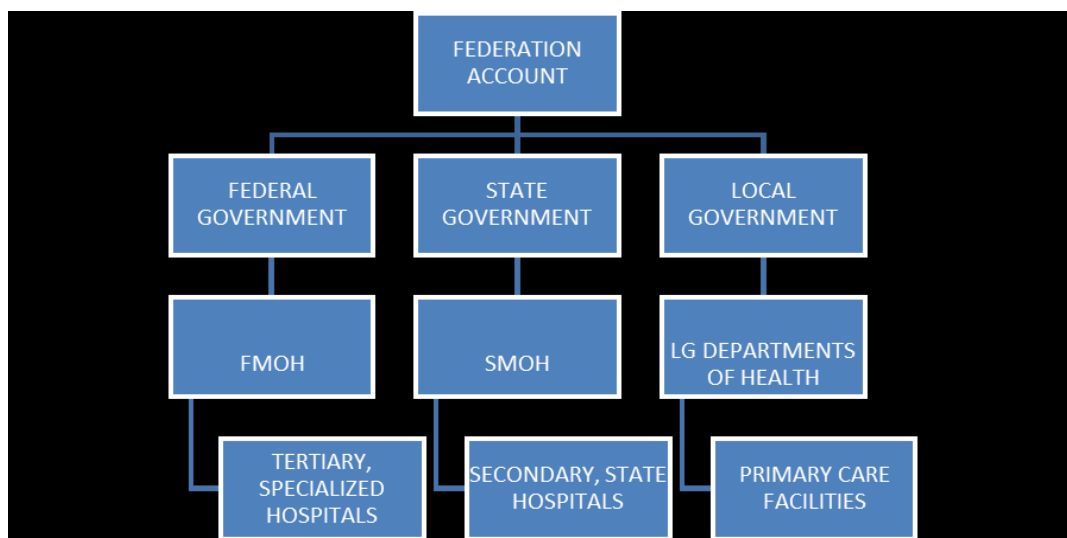 FEDERATION
ACCOUNT
FEDERAL
GOVERNMENT
STATE
GOVERNMENT
LOCAL
GOVERNMENT
FMOH
SMOH
LG DEPARTMENTS
OF HEALTH
TERTIARY,
SPECIALIZED
HOSPITALS
SECONDARY, STATE
HOSPITALS
PRIMARY CARE
FACILITIES